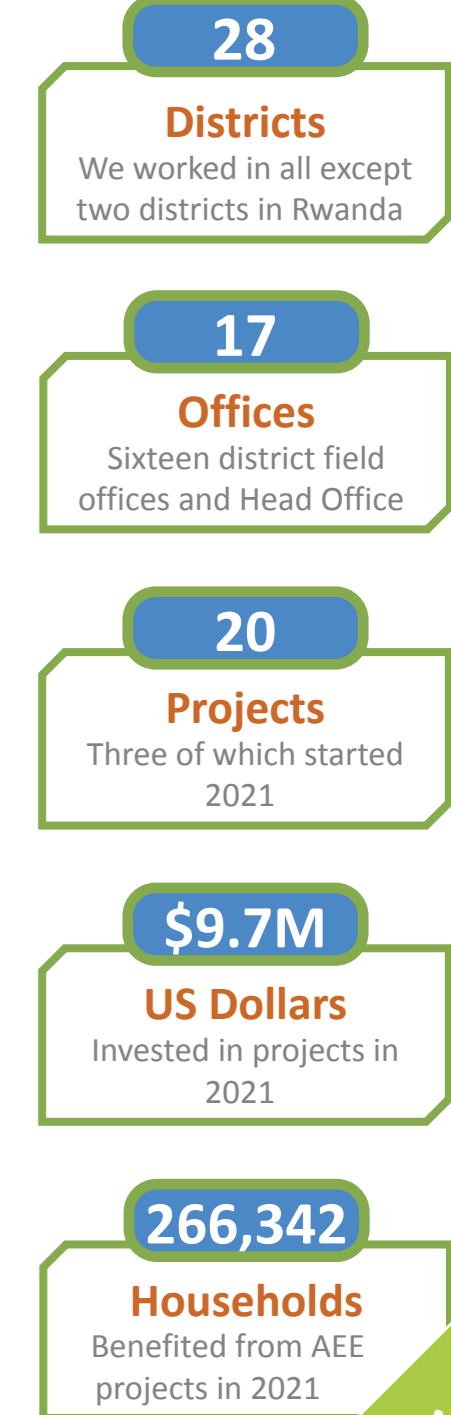 28
Districts
We worked in all except
two districts in Rwanda
17
Offices
Sixteen district field
offices and Head Office
20
Projects
Three of which started
2021
$9.7M
US Dollars
Invested in projects in
2021
266,342
Households
Benefited from AEE
projects in 2021